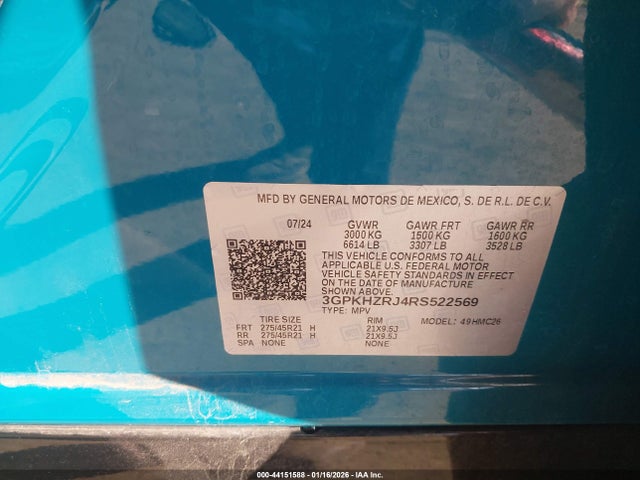 MFD BY GENERAL MOTORS DE MEXICO, S. DE R.L. DE C.V.
07/24 GVWR GAWR FRT GAWR RR
3000 KG 1500 KG 1600 KG
6614 LB 3307 LB 3528 LB
THIS VEHICLE CONFORMS TO ALL
APPLICABLE U.S. FEDERAL MOTOR
VEHICLE SAFETY STANDARDS IN EFFECT
ON THE DATE OF MANUFACTURE
SHOWN ABOVE.
3GPKHZRJ4RS522569
TYPE: MPV MODEL: 49HMC26
TIRE SIZE RIM
FRT 275/45R21 H 21X9.5J
RR 275/45R21 H 21X9.5J
SPA NONE NONE
000-44151588 - 01/16/2026 - IAA Inc.